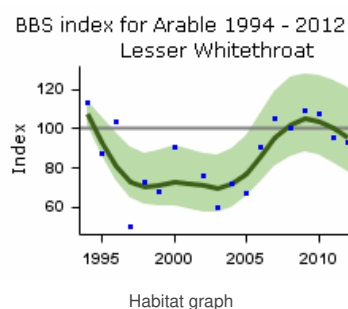 BBS index for Arable 1994 - 2012
Lesser Whitethroat
120
100
80
60
Index
1995
2000
2005
2010
Habitat graph